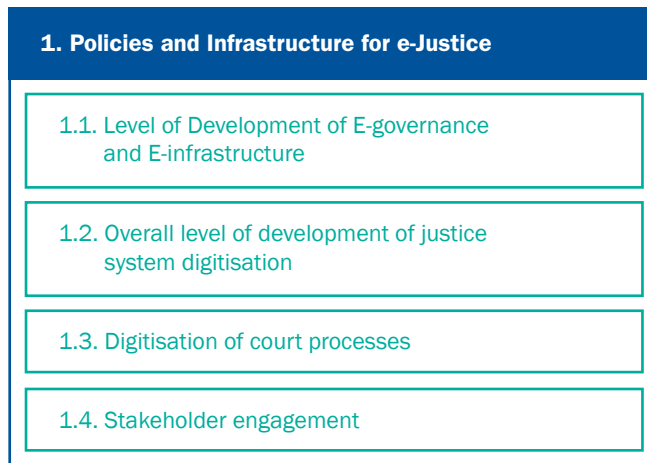 1. Policies and Infrastructure for e-Justice
1.1. Level of Development of E-governance
and E-infrastructure
1.2. Overall level of development of justice
system digitisation
1.3. Digitisation of court processes
1.4. Stakeholder engagement